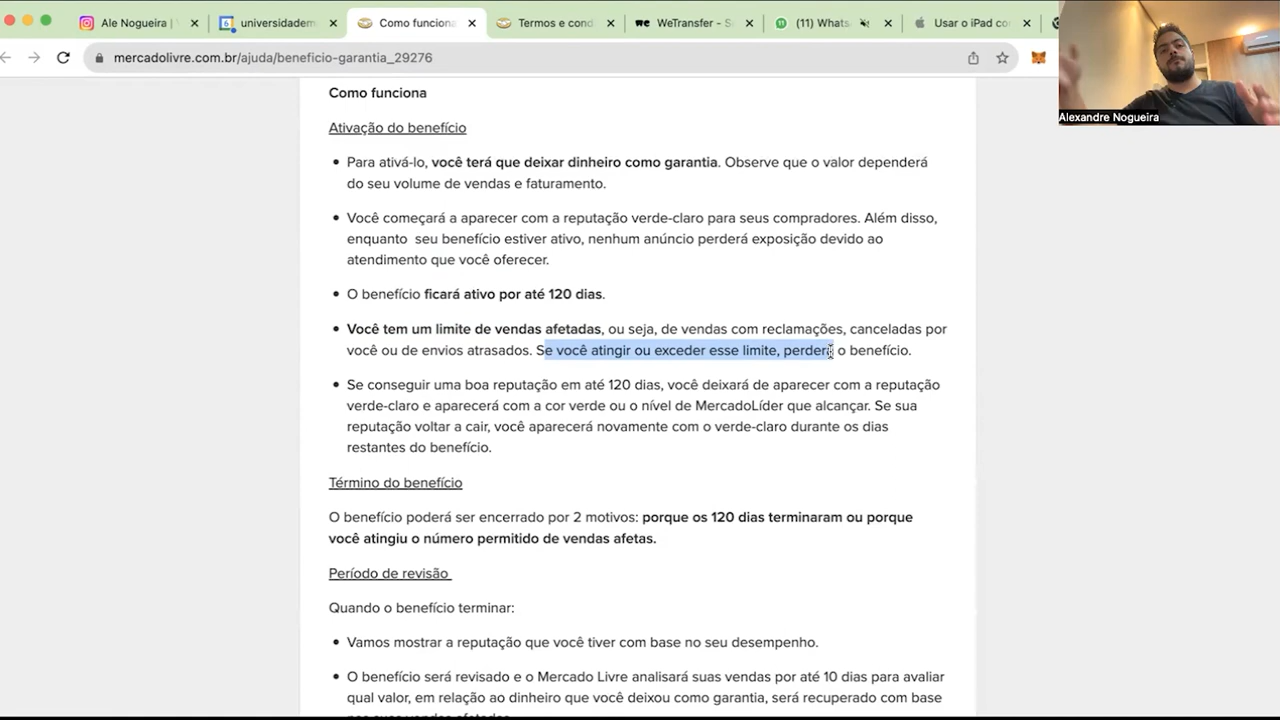 Ale Nogueira |
6
universidadem
Como funciona
Termos e cond
WeTransfer - S
(11) Whats
Usar o iPad co
mercadolivre.com.br/ajuda/beneficio-garantia_29276
Alexandre Nogueira
Como funciona
Ativação do benefício
• Para ativá-lo, você terá que deixar dinheiro como garantia. Observe que o valor dependerá
do seu volume de vendas e faturamento.
• Você começará a aparecer com a reputação verde-claro para seus compradores. Além disso,
enquanto seu benefício estiver ativo, nenhum anúncio perderá exposição devido ao
atendimento que você oferecer.
• O benefício ficará ativo por até 120 dias.
• Você tem um limite de vendas afetadas, ou seja, de vendas com reclamações, canceladas por
você ou de envios atrasados. Se você atingir ou exceder esse limite, perderá o benefício.
• Se conseguir uma boa reputação em até 120 dias, você deixará de aparecer com a reputação
verde-claro e aparecerá com a cor verde ou o nível de MercadoLíder que alcançar. Se sua
reputação voltar a cair, você aparecerá novamente com o verde-claro durante os dias
restantes do benefício.
Término do benefício
O benefício poderá ser encerrado por 2 motivos: porque os 120 dias terminaram ou porque
você atingiu o número permitido de vendas afetas.
Período de revisão
Quando o benefício terminar:
• Vamos mostrar a reputação que você tiver com base no seu desempenho.
• O benefício será revisado e o Mercado Livre analisará suas vendas por até 10 dias para avaliar
qual valor, em relação ao dinheiro que você deixou como garantia, será recuperado com base